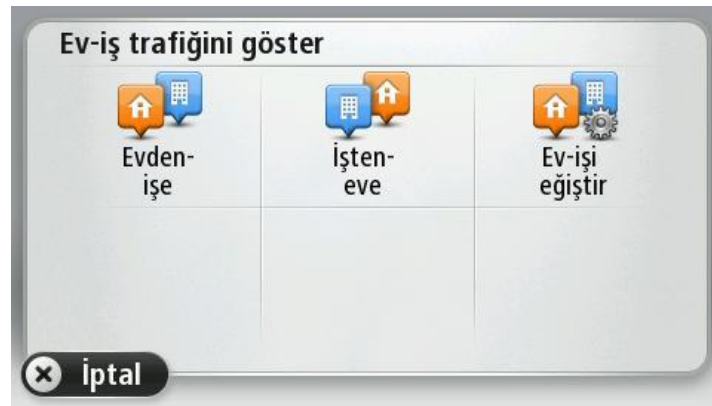 Ev-iş trafiğini göster
Evden-
işe
İşten-
eve
Ev-işi
eğiştir
İptal